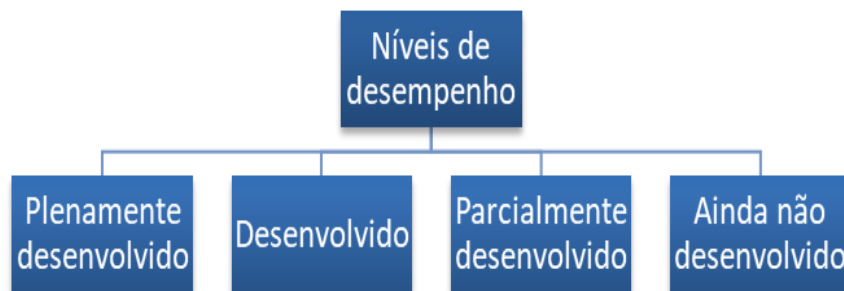 Níveis de
desempenho
Plenamente
desenvolvido
Desenvolvido
Parcialmente
desenvolvido
Ainda não
desenvolvido